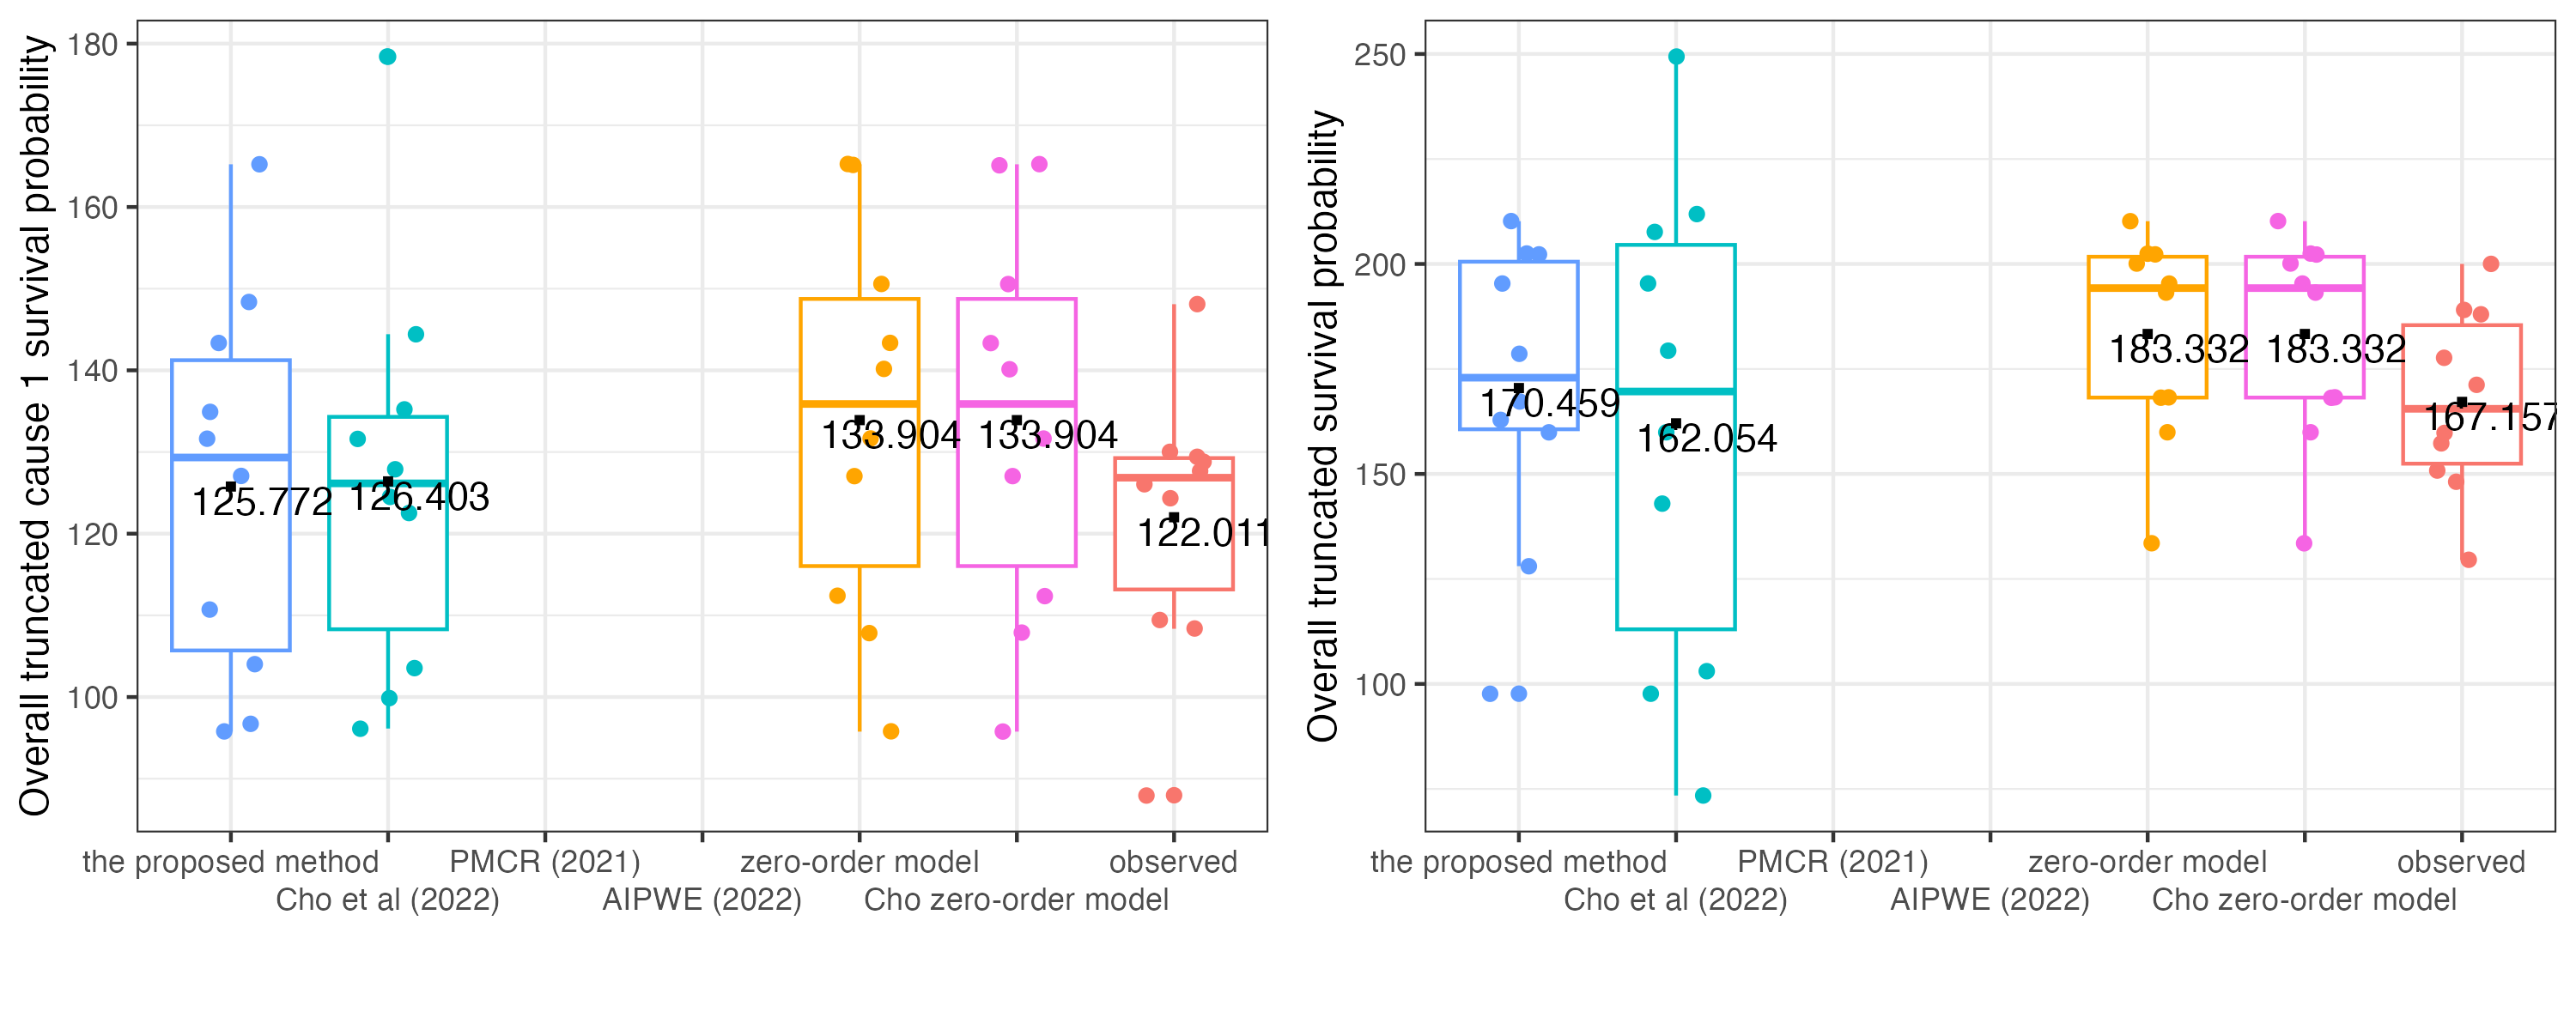 Overall truncated cause 1 survival probability
180
160
140
120
100
125.772
126.403
133.904
133.904
122.011
the proposed method
PMCR (2021)
zero-order model
observed
Cho et al (2022)
AIPWE (2022)
Cho zero-order model
Overall truncated survival probability
250
200
150
100
170.459
162.054
183.332
183.332
167.157
the proposed method
PMCR (2021)
zero-order model
observed
Cho et al (2022)
AIPWE (2022)
Cho zero-order model